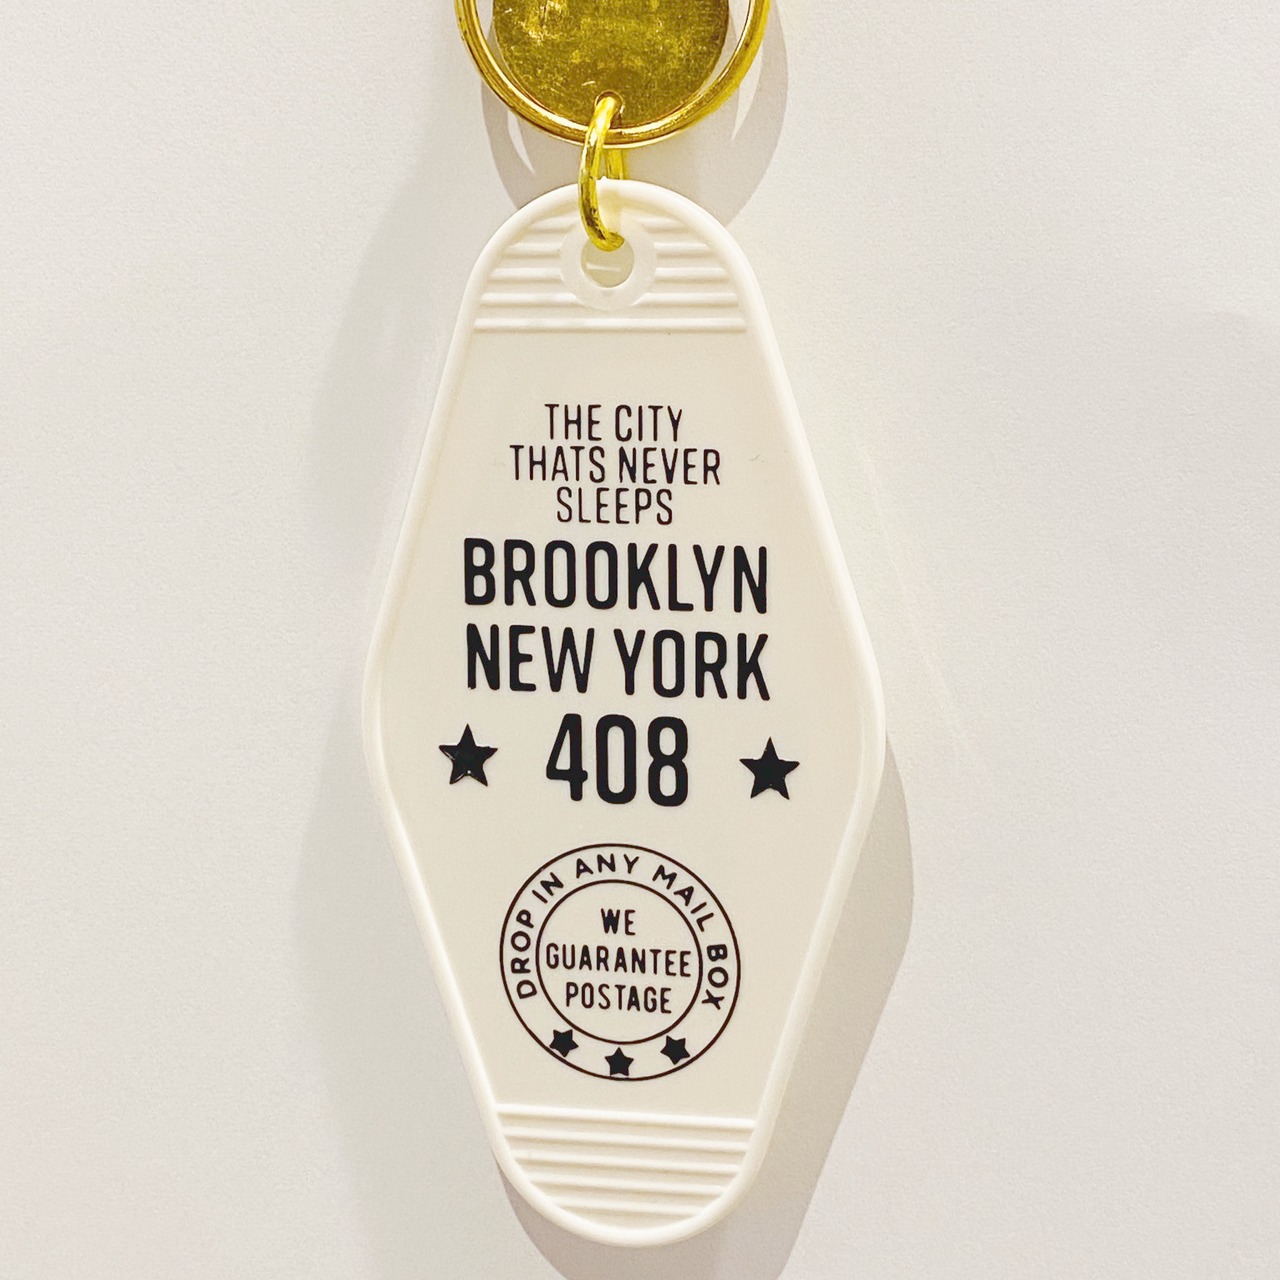 THE CITY
THATS NEVER
SLEEPS
BROOKLYN
NEW YORK
408
DROP IN ANY MAIL BOX
WE
GUARANTEE
POSTAGE